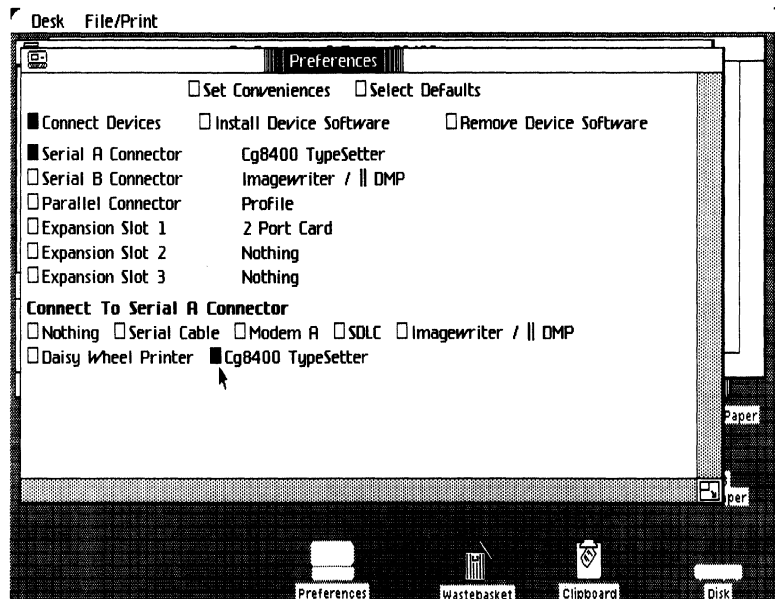 Desk File/Print
Preferences
Set Conveniences Select Defaults
Connect Devices Install Device Software Remove Device Software
Serial A Connector Cg8400 TypeSetter
Serial B Connector Imagewriter / || DMP
Parallel Connector Profile
Expansion Slot 1 2 Port Card
Expansion Slot 2 Nothing
Expansion Slot 3 Nothing
Connect To Serial A Connector
Nothing Serial Cable Modem A SDLC Imagewriter / || DMP
Daisy Wheel Printer Cg8400 TypeSetter
Paper
per
Preferences Wastebasket Clipboard Disk